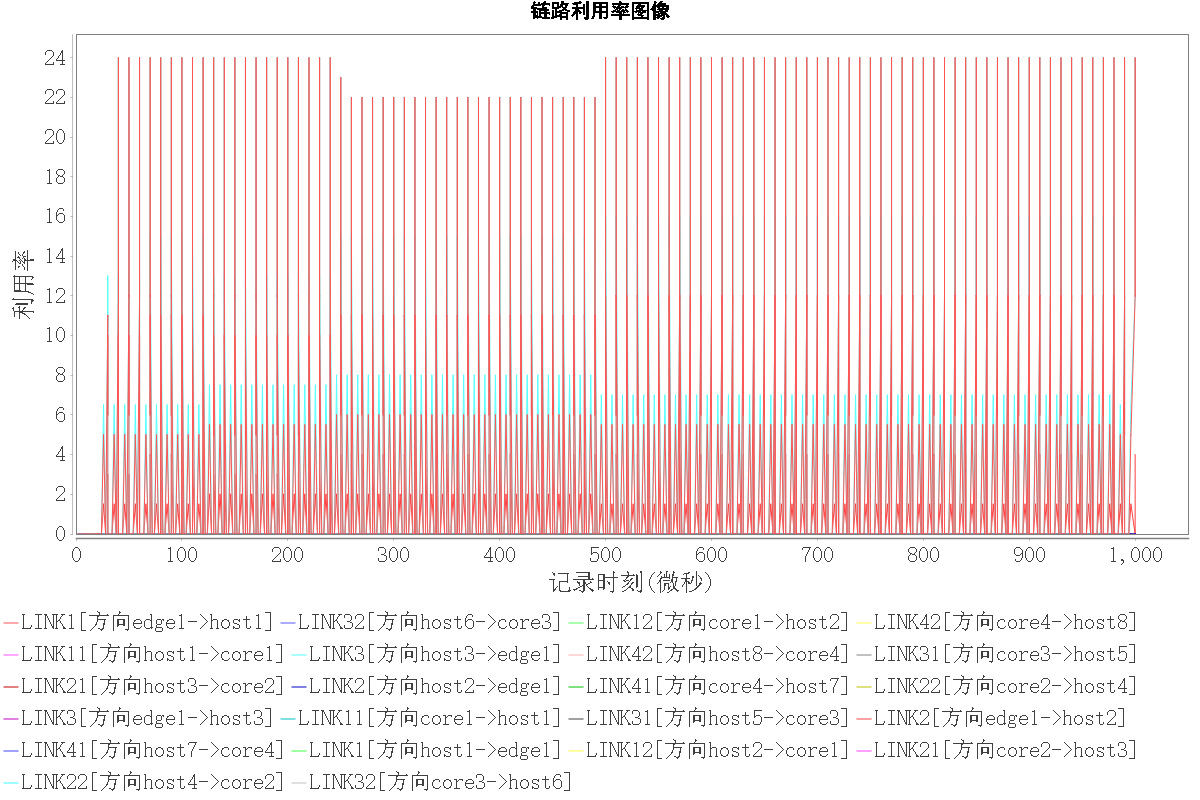 链路利用率图像
24
22
20
18
16
14
12
10
8
6
4
2
0
利用率
0 100 200 300 400 500 600 700 800 900 1,000
记录时刻(微秒)
LINK1[方向edge1->host1] LINK32[方向host6->core3] LINK12[方向core1->host2] LINK42[方向core4->host8]
LINK11[方向host1->core1] LINK3[方向host3->edge1] LINK42[方向host8->core4] LINK31[方向core3->host5]
LINK21[方向host3->core2] LINK2[方向host2->edge1] LINK41[方向core4->host7] LINK22[方向core2->host4]
LINK3[方向edge1->host3] LINK11[方向core1->host1] LINK31[方向host5->core3] LINK2[方向edge1->host2]
LINK41[方向host7->core4] LINK1[方向host1->edge1] LINK12[方向host2->core1] LINK21[方向core2->host3]
LINK22[方向host4->core2] LINK32[方向core3->host6]